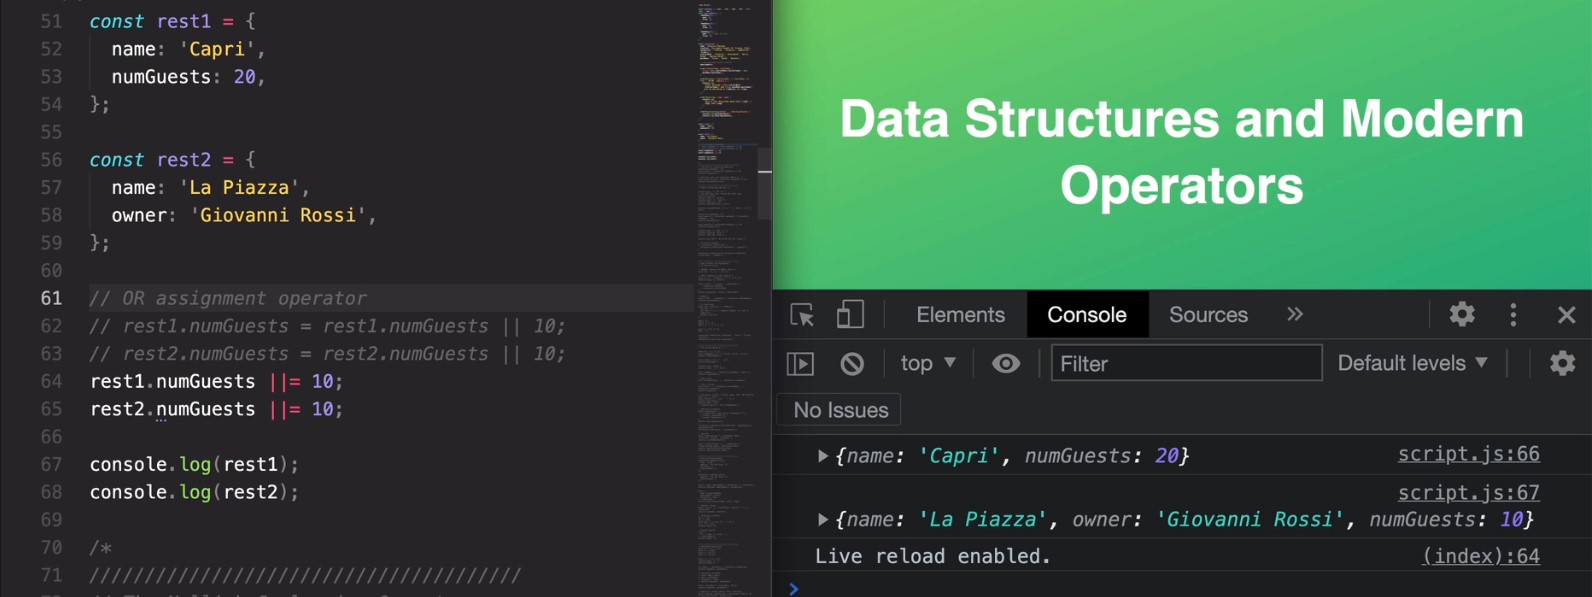 51 const rest1 = {
52 name: 'Capri',
53 numGuests: 20,
54 };
55
56 const rest2 = {
57 name: 'La Piazza',
58 owner: 'Giovanni Rossi',
59 };
60
61 // OR assignment operator
62 // rest1.numGuests = rest1.numGuests || 10;
63 // rest2.numGuests = rest2.numGuests || 10;
64 rest1.numGuests ||= 10;
65 rest2.numGuests ||= 10;
66
67 console.log(rest1);
68 console.log(rest2);
69
70 /*
71 ///////////////////////////////////////
Data Structures and Modern
Operators
Elements Console Sources »
top Filter Default levels
No Issues
{name: 'Capri', numGuests: 20} script.js:66
script.js:67
{name: 'La Piazza', owner: 'Giovanni Rossi', numGuests: 10}
Live reload enabled. (index):64
>